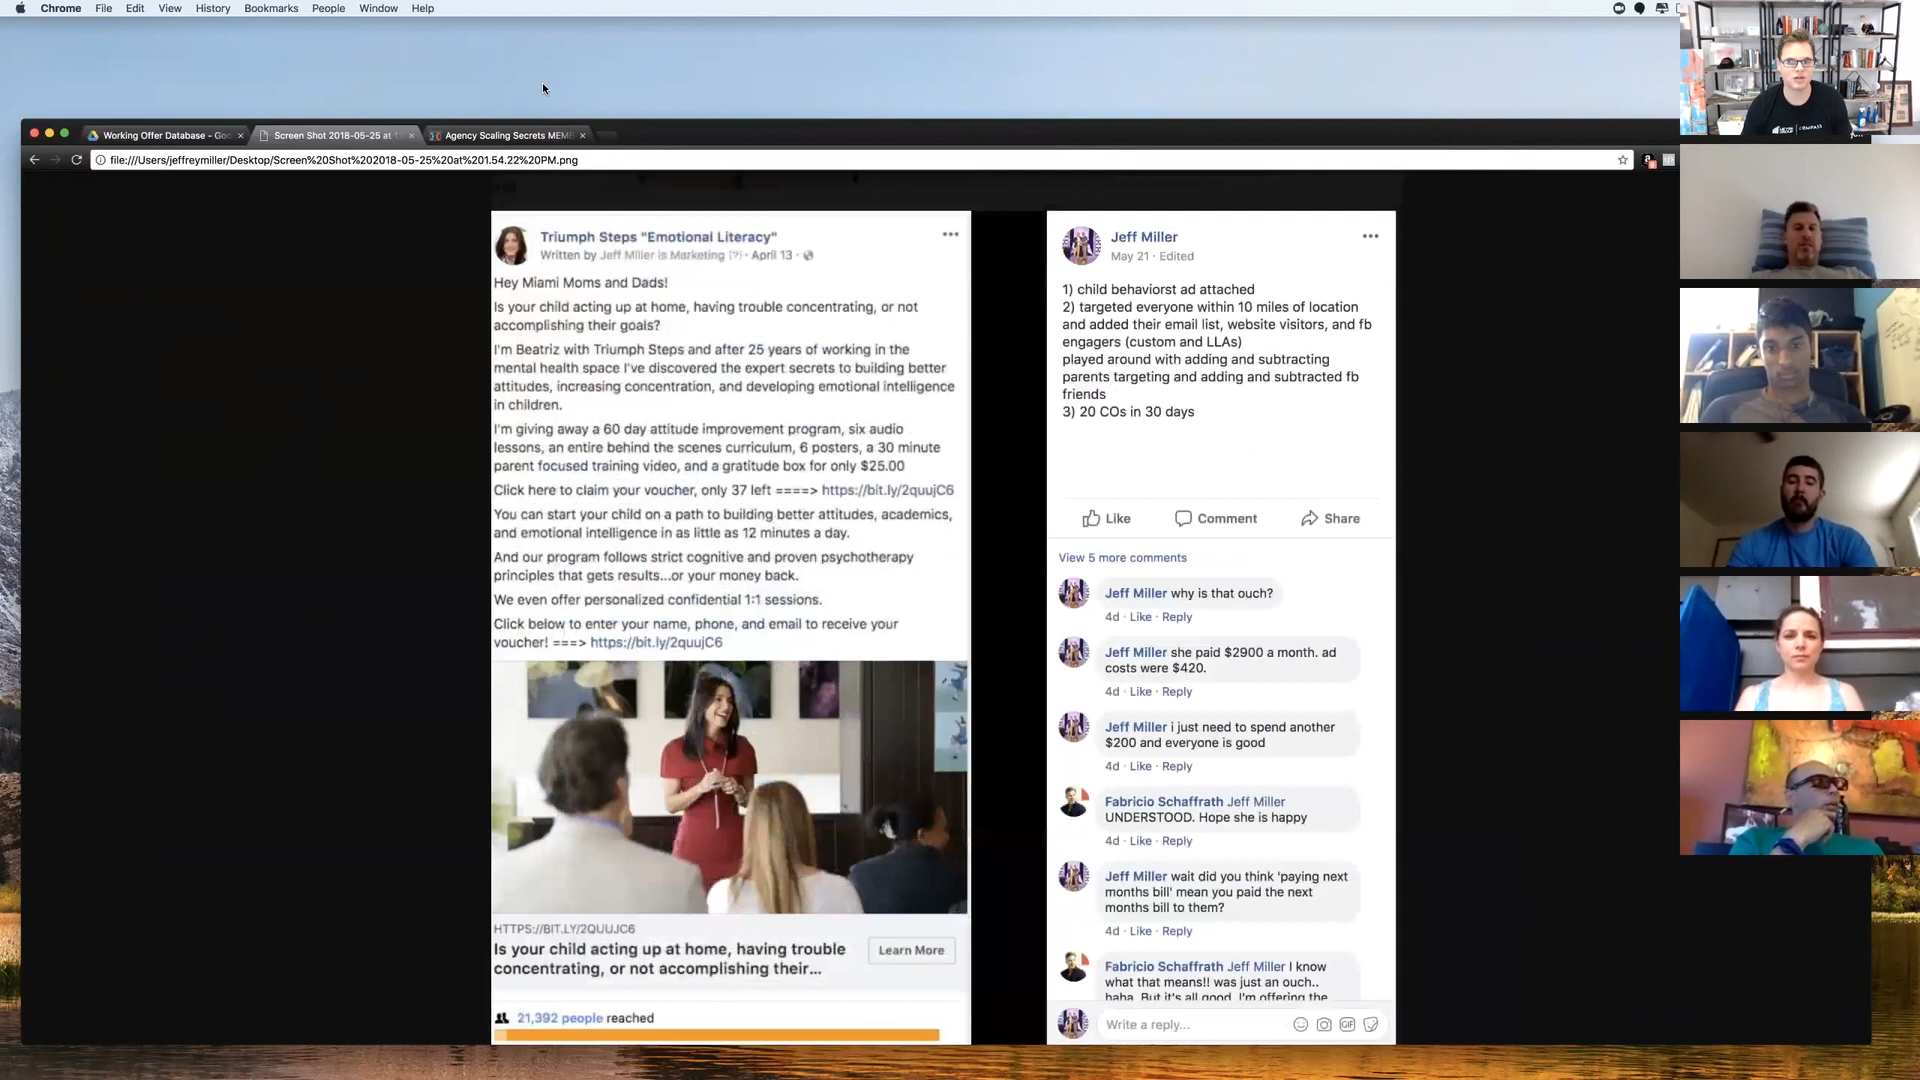 Chrome File Edit View History Bookmarks People Window Help
Working Offer Database - Goo
Screen Shot 2018-05-25 at 1
Agency Scaling Secrets MEMB
file:///Users/jeffreymiller/Desktop/Screen%20Shot%202018-05-25%20at%201.54.22%20PM.png
Triumph Steps "Emotional Literacy"
Written by Jeff Miller is Marketing [?] · April 13 ·
Hey Miami Moms and Dads!
Is your child acting up at home, having trouble concentrating, or not
accomplishing their goals?
I'm Beatriz with Triumph Steps and after 25 years of working in the
mental health space I've discovered the expert secrets to building better
attitudes, increasing concentration, and developing emotional intelligence
in children.
I'm giving away a 60 day attitude improvement program, six audio
lessons, an entire behind the scenes curriculum, 6 posters, a 30 minute
parent focused training video, and a gratitude box for only $25.00
Click here to claim your voucher, only 37 left ====> https://bit.ly/2quujC6
You can start your child on a path to building better attitudes, academics,
and emotional intelligence in as little as 12 minutes a day.
And our program follows strict cognitive and proven psychotherapy
principles that gets results...or your money back.
We even offer personalized confidential 1:1 sessions.
Click below to enter your name, phone, and email to receive your
voucher! ===> https://bit.ly/2quujC6
HTTPS://BIT.LY/2QUUJC6
Is your child acting up at home, having trouble
concentrating, or not accomplishing their...
Learn More
21,392 people reached
Jeff Miller
May 21 · Edited
1) child behaviorst ad attached
2) targeted everyone within 10 miles of location
and added their email list, website visitors, and fb
engagers (custom and LLAs)
played around with adding and subtracting
parents targeting and adding and subtracted fb
friends
3) 20 COs in 30 days
Like Comment Share
View 5 more comments
Jeff Miller why is that ouch?
4d · Like · Reply
Jeff Miller she paid $2900 a month. ad
costs were $420.
4d · Like · Reply
Jeff Miller i just need to spend another
$200 and everyone is good
4d · Like · Reply
Fabricio Schaffrath Jeff Miller
UNDERSTOOD. Hope she is happy
4d · Like · Reply
Jeff Miller wait did you think 'paying next
months bill' mean you paid the next
months bill to them?
4d · Like · Reply
Fabricio Schaffrath Jeff Miller I know
what that means!! was just an ouch..
haha. But it's all good. I'm offering the
Write a reply...
GIF